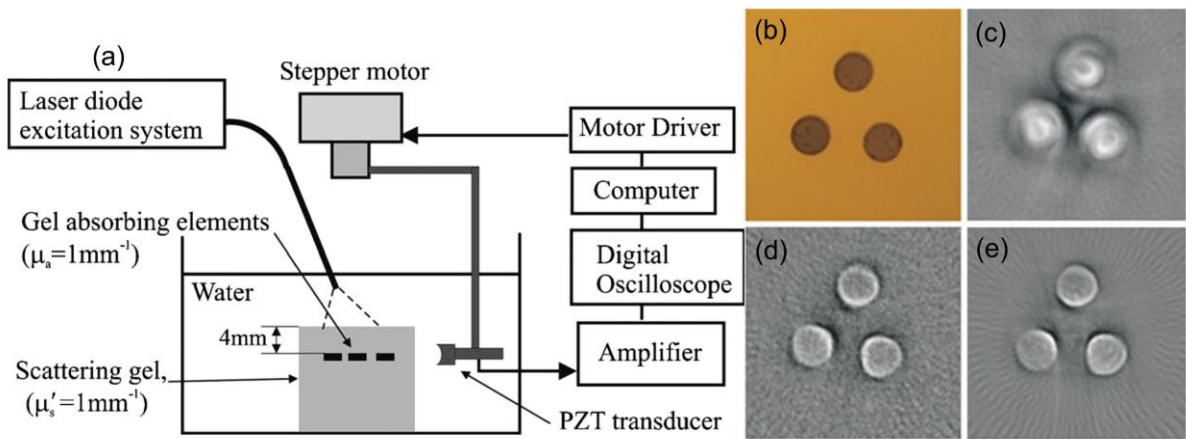 (a)
Laser diode
excitation system
Stepper motor
Motor Driver
Computer
Digital
Oscilloscope
Amplifier
Gel absorbing elements
(μa=1mm-1)
Water
4mm
Scattering gel,
(μs′=1mm-1)
PZT transducer
(b)
(c)
(d)
(e)